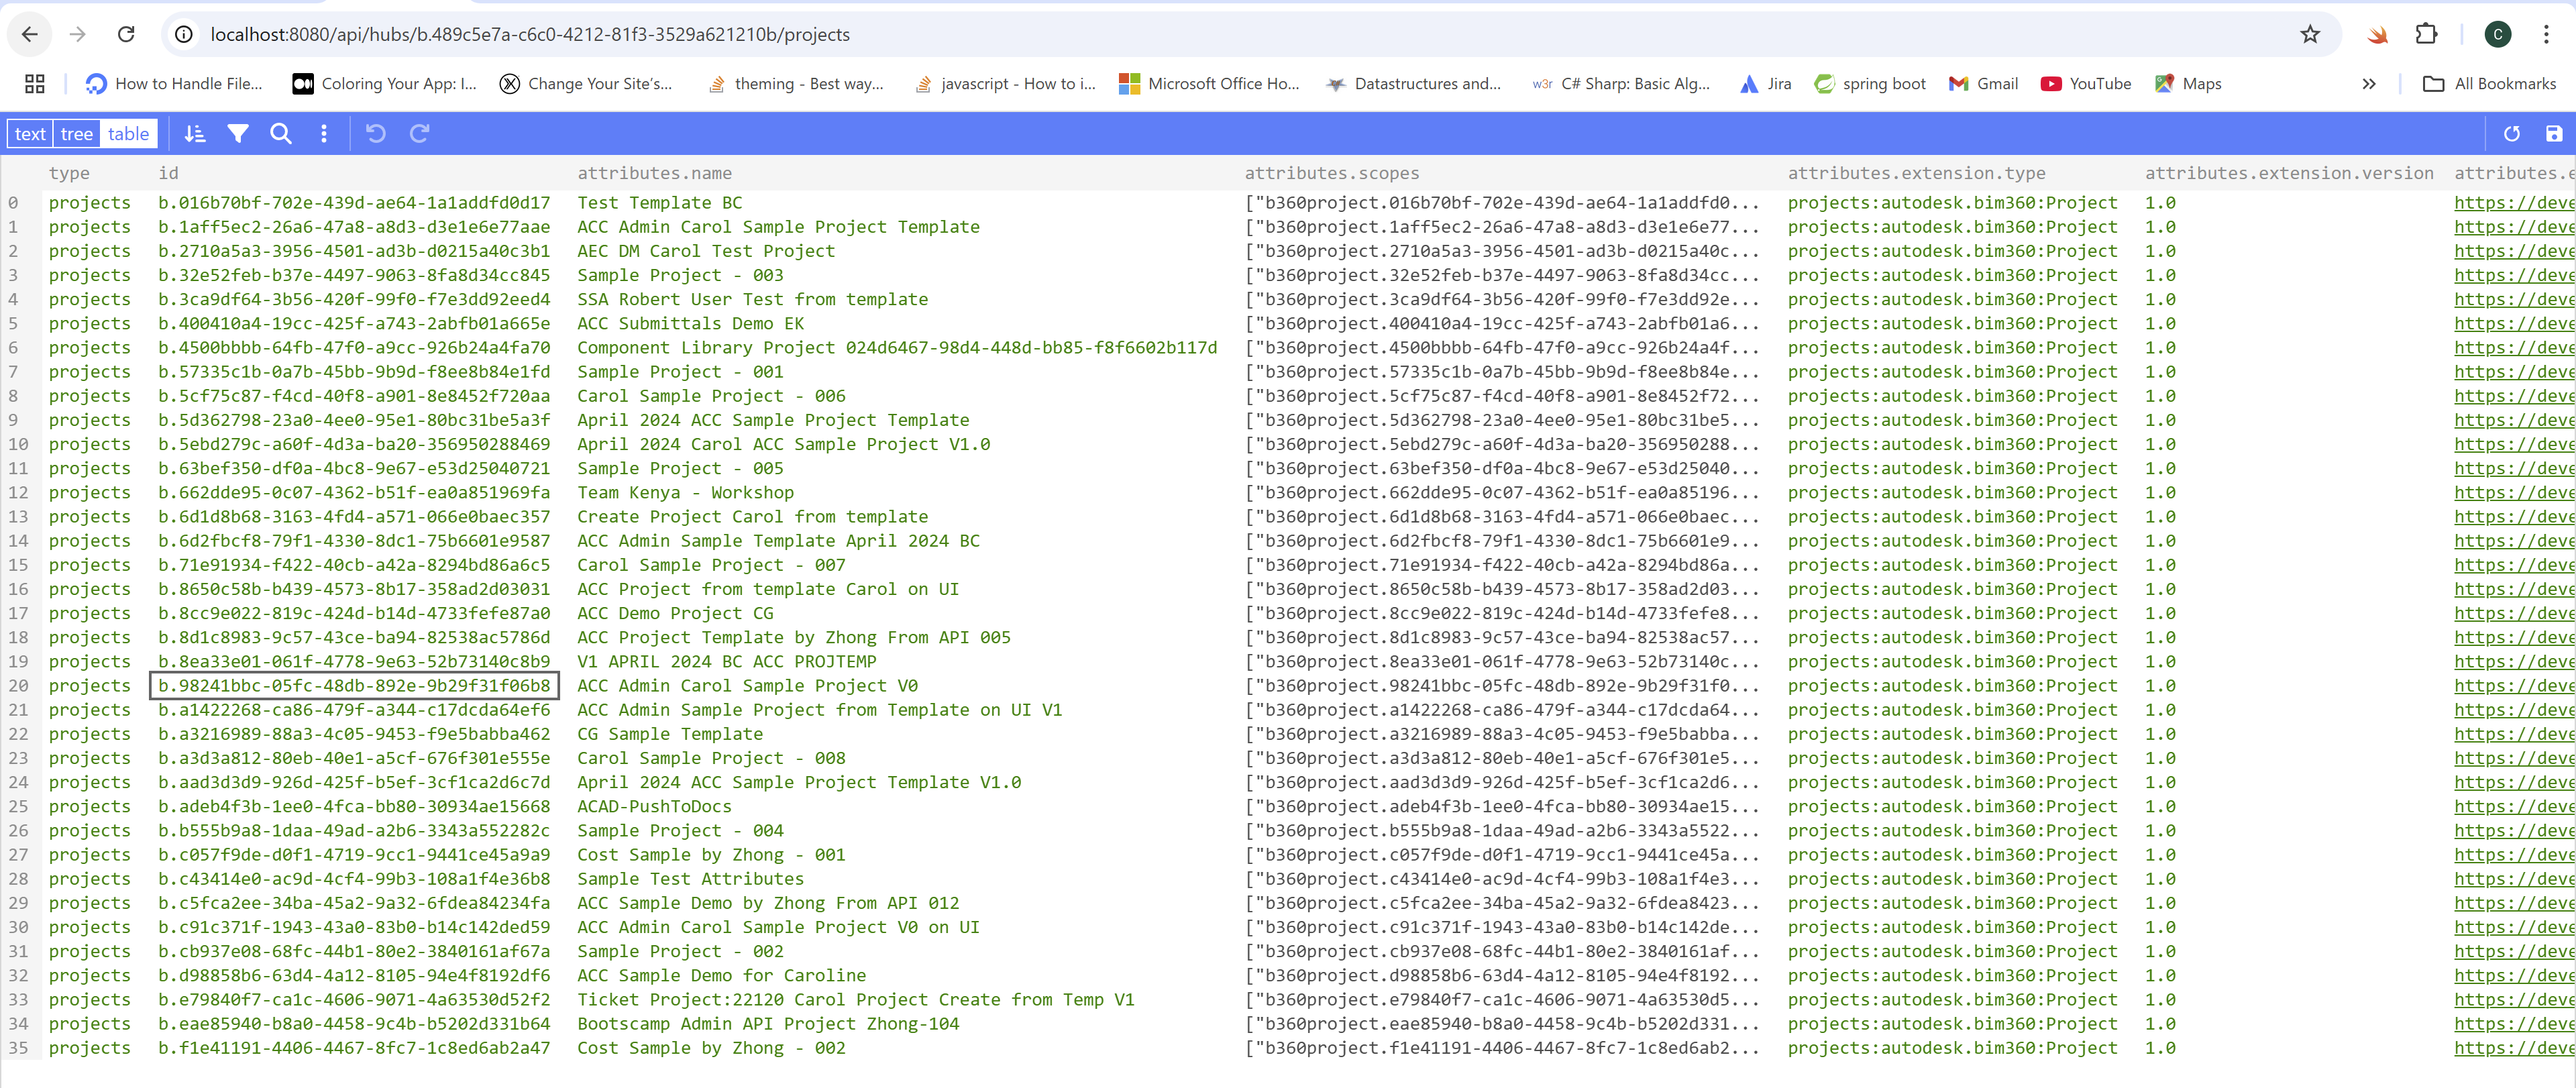 localhost:8080/api/hubs/b.489c5e7a-c6c0-4212-81f3-3529a621210b/projects C
How to Handle File... Coloring Your App: I... Change Your Site's... theming - Best way... javascript - How to i... Microsoft Office Ho... Datastructures and... w3r C# Sharp: Basic Alg... Jira spring boot Gmail YouTube Maps » All Bookmarks
text tree table
type id attributes.name attributes.scopes attributes.extension.type attributes.extension.version attributes.e
0 projects b.016b70bf-702e-439d-ae64-1a1addfd0d17 Test Template BC ["b360project.016b70bf-702e-439d-ae64-1a1addfd0... projects:autodesk.bim360:Project 1.0 https://deve
1 projects b.1aff5ec2-26a6-47a8-a8d3-d3e1e6e77aae ACC Admin Carol Sample Project Template ["b360project.1aff5ec2-26a6-47a8-a8d3-d3e1e6e77... projects:autodesk.bim360:Project 1.0 https://deve
2 projects b.2710a5a3-3956-4501-ad3b-d0215a40c3b1 AEC DM Carol Test Project ["b360project.2710a5a3-3956-4501-ad3b-d0215a40c... projects:autodesk.bim360:Project 1.0 https://deve
3 projects b.32e52feb-b37e-4497-9063-8fa8d34cc845 Sample Project - 003 ["b360project.32e52feb-b37e-4497-9063-8fa8d34cc... projects:autodesk.bim360:Project 1.0 https://deve
4 projects b.3ca9df64-3b56-420f-99f0-f7e3dd92eed4 SSA Robert User Test from template ["b360project.3ca9df64-3b56-420f-99f0-f7e3dd92e... projects:autodesk.bim360:Project 1.0 https://deve
5 projects b.400410a4-19cc-425f-a743-2abfb01a665e ACC Submittals Demo EK ["b360project.400410a4-19cc-425f-a743-2abfb01a6... projects:autodesk.bim360:Project 1.0 https://deve
6 projects b.4500bbbb-64fb-47f0-a9cc-926b24a4fa70 Component Library Project 024d6467-98d4-448d-bb85-f8f6602b117d ["b360project.4500bbbb-64fb-47f0-a9cc-926b24a4f... projects:autodesk.bim360:Project 1.0 https://deve
7 projects b.57335c1b-0a7b-45bb-9b9d-f8ee8b84e1fd Sample Project - 001 ["b360project.57335c1b-0a7b-45bb-9b9d-f8ee8b84e... projects:autodesk.bim360:Project 1.0 https://deve
8 projects b.5cf75c87-f4cd-40f8-a901-8e8452f720aa Carol Sample Project - 006 ["b360project.5cf75c87-f4cd-40f8-a901-8e8452f72... projects:autodesk.bim360:Project 1.0 https://deve
9 projects b.5d362798-23a0-4ee0-95e1-80bc31be5a3f April 2024 ACC Sample Project Template ["b360project.5d362798-23a0-4ee0-95e1-80bc31be5... projects:autodesk.bim360:Project 1.0 https://deve
10 projects b.5ebd279c-a60f-4d3a-ba20-356950288469 April 2024 Carol ACC Sample Project V1.0 ["b360project.5ebd279c-a60f-4d3a-ba20-356950288... projects:autodesk.bim360:Project 1.0 https://deve
11 projects b.63bef350-df0a-4bc8-9e67-e53d25040721 Sample Project - 005 ["b360project.63bef350-df0a-4bc8-9e67-e53d25040... projects:autodesk.bim360:Project 1.0 https://deve
12 projects b.662dde95-0c07-4362-b51f-ea0a851969fa Team Kenya - Workshop ["b360project.662dde95-0c07-4362-b51f-ea0a85196... projects:autodesk.bim360:Project 1.0 https://deve
13 projects b.6d1d8b68-3163-4fd4-a571-066e0baec357 Create Project Carol from template ["b360project.6d1d8b68-3163-4fd4-a571-066e0baec... projects:autodesk.bim360:Project 1.0 https://deve
14 projects b.6d2fbcf8-79f1-4330-8dc1-75b6601e9587 ACC Admin Sample Template April 2024 BC ["b360project.6d2fbcf8-79f1-4330-8dc1-75b6601e9... projects:autodesk.bim360:Project 1.0 https://deve
15 projects b.71e91934-f422-40cb-a42a-8294bd86a6c5 Carol Sample Project - 007 ["b360project.71e91934-f422-40cb-a42a-8294bd86a... projects:autodesk.bim360:Project 1.0 https://deve
16 projects b.8650c58b-b439-4573-8b17-358ad2d03031 ACC Project from template Carol on UI ["b360project.8650c58b-b439-4573-8b17-358ad2d03... projects:autodesk.bim360:Project 1.0 https://deve
17 projects b.8cc9e022-819c-424d-b14d-4733fefe87a0 ACC Demo Project CG ["b360project.8cc9e022-819c-424d-b14d-4733fefe8... projects:autodesk.bim360:Project 1.0 https://deve
18 projects b.8d1c8983-9c57-43ce-ba94-82538ac5786d ACC Project Template by Zhong From API 005 ["b360project.8d1c8983-9c57-43ce-ba94-82538ac57... projects:autodesk.bim360:Project 1.0 https://deve
19 projects b.8ea33e01-061f-4778-9e63-52b73140c8b9 V1 APRIL 2024 BC ACC PROJTEMP ["b360project.8ea33e01-061f-4778-9e63-52b73140c... projects:autodesk.bim360:Project 1.0 https://deve
20 projects b.98241bbc-05fc-48db-892e-9b29f31f06b8 ACC Admin Carol Sample Project V0 ["b360project.98241bbc-05fc-48db-892e-9b29f31f0... projects:autodesk.bim360:Project 1.0 https://deve
21 projects b.a1422268-ca86-479f-a344-c17dcda64ef6 ACC Admin Sample Project from Template on UI V1 ["b360project.a1422268-ca86-479f-a344-c17dcda64... projects:autodesk.bim360:Project 1.0 https://deve
22 projects b.a3216989-88a3-4c05-9453-f9e5babba462 CG Sample Template ["b360project.a3216989-88a3-4c05-9453-f9e5babba... projects:autodesk.bim360:Project 1.0 https://deve
23 projects b.a3d3a812-80eb-40e1-a5cf-676f301e555e Carol Sample Project - 008 ["b360project.a3d3a812-80eb-40e1-a5cf-676f301e5... projects:autodesk.bim360:Project 1.0 https://deve
24 projects b.aad3d3d9-926d-425f-b5ef-3cf1ca2d6c7d April 2024 ACC Sample Project Template V1.0 ["b360project.aad3d3d9-926d-425f-b5ef-3cf1ca2d6... projects:autodesk.bim360:Project 1.0 https://deve
25 projects b.adeb4f3b-1ee0-4fca-bb80-30934ae15668 ACAD-PushToDocs ["b360project.adeb4f3b-1ee0-4fca-bb80-30934ae15... projects:autodesk.bim360:Project 1.0 https://deve
26 projects b.b555b9a8-1daa-49ad-a2b6-3343a552282c Sample Project - 004 ["b360project.b555b9a8-1daa-49ad-a2b6-3343a5522... projects:autodesk.bim360:Project 1.0 https://deve
27 projects b.c057f9de-d0f1-4719-9cc1-9441ce45a9a9 Cost Sample by Zhong - 001 ["b360project.c057f9de-d0f1-4719-9cc1-9441ce45a... projects:autodesk.bim360:Project 1.0 https://deve
28 projects b.c43414e0-ac9d-4cf4-99b3-108a1f4e36b8 Sample Test Attributes ["b360project.c43414e0-ac9d-4cf4-99b3-108a1f4e3... projects:autodesk.bim360:Project 1.0 https://deve
29 projects b.c5fca2ee-34ba-45a2-9a32-6fdea84234fa ACC Sample Demo by Zhong From API 012 ["b360project.c5fca2ee-34ba-45a2-9a32-6fdea8423... projects:autodesk.bim360:Project 1.0 https://deve
30 projects b.c91c371f-1943-43a0-83b0-b14c142ded59 ACC Admin Carol Sample Project V0 on UI ["b360project.c91c371f-1943-43a0-83b0-b14c142de... projects:autodesk.bim360:Project 1.0 https://deve
31 projects b.cb937e08-68fc-44b1-80e2-3840161af67a Sample Project - 002 ["b360project.cb937e08-68fc-44b1-80e2-3840161af... projects:autodesk.bim360:Project 1.0 https://deve
32 projects b.d98858b6-63d4-4a12-8105-94e4f8192df6 ACC Sample Demo for Caroline ["b360project.d98858b6-63d4-4a12-8105-94e4f8192... projects:autodesk.bim360:Project 1.0 https://deve
33 projects b.e79840f7-ca1c-4606-9071-4a63530d52f2 Ticket Project:22120 Carol Project Create from Temp V1 ["b360project.e79840f7-ca1c-4606-9071-4a63530d5... projects:autodesk.bim360:Project 1.0 https://deve
34 projects b.eae85940-b8a0-4458-9c4b-b5202d331b64 Bootscamp Admin API Project Zhong-104 ["b360project.eae85940-b8a0-4458-9c4b-b5202d331... projects:autodesk.bim360:Project 1.0 https://deve
35 projects b.f1e41191-4406-4467-8fc7-1c8ed6ab2a47 Cost Sample by Zhong - 002 ["b360project.f1e41191-4406-4467-8fc7-1c8ed6ab2... projects:autodesk.bim360:Project 1.0 https://deve